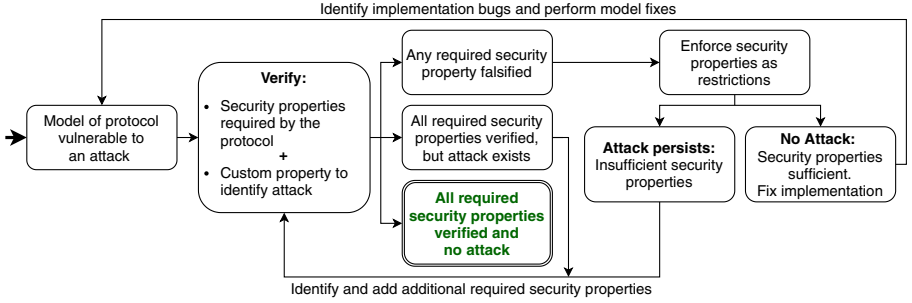 Identify implementation bugs and perform model fixes
Model of protocol
vulnerable to
an attack
Verify:
• Security properties
required by the
protocol
+
• Custom property to
identify attack
Any required security
property falsified
All required security
properties verified,
but attack exists
All required
security properties
verified and
no attack
Enforce security
properties as
restrictions
Attack persists:
Insufficient security
properties
No Attack:
Security properties
sufficient.
Fix implementation
Identify and add additional required security properties